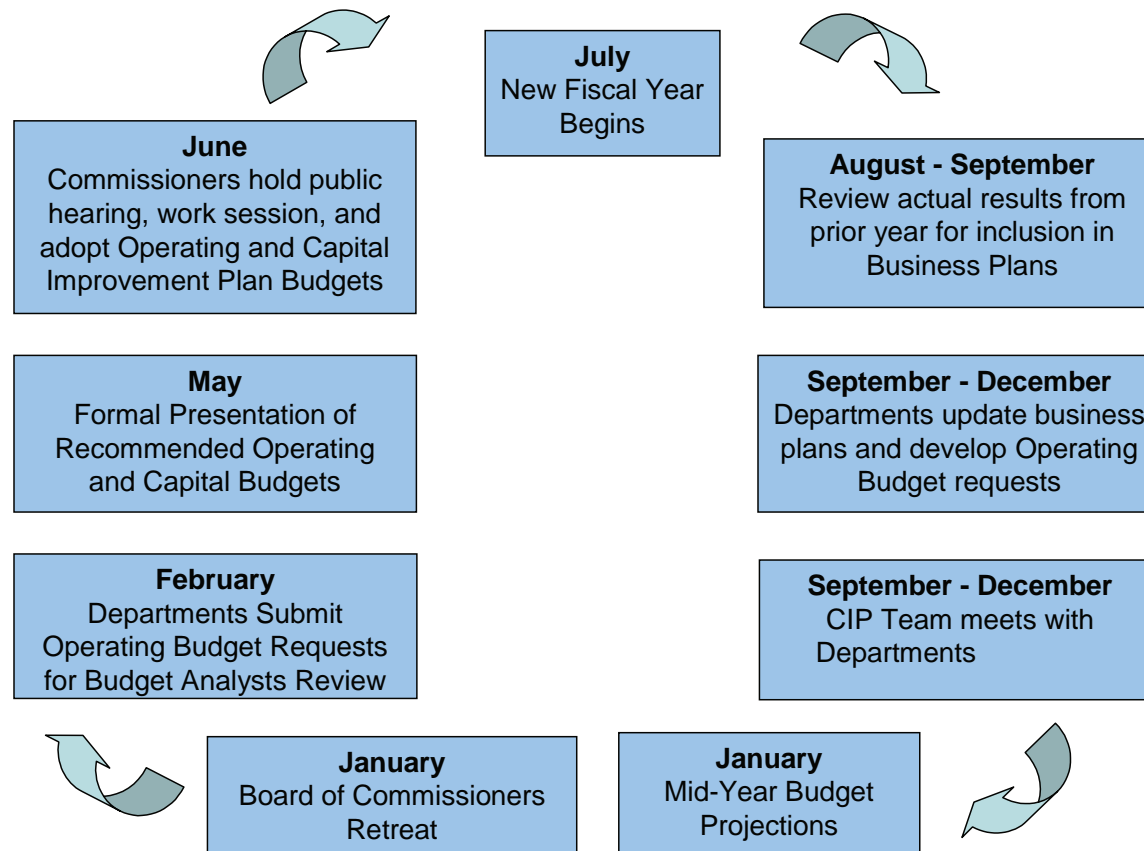 July
New Fiscal Year
Begins
August - September
Review actual results from
prior year for inclusion in
Business Plans
September - December
Departments update business
plans and develop Operating
Budget requests
September - December
CIP Team meets with
Departments
January
Mid-Year Budget
Projections
January
Board of Commissioners
Retreat
February
Departments Submit
Operating Budget Requests
for Budget Analysts Review
May
Formal Presentation of
Recommended Operating
and Capital Budgets
June
Commissioners hold public
hearing, work session, and
adopt Operating and Capital
Improvement Plan Budgets